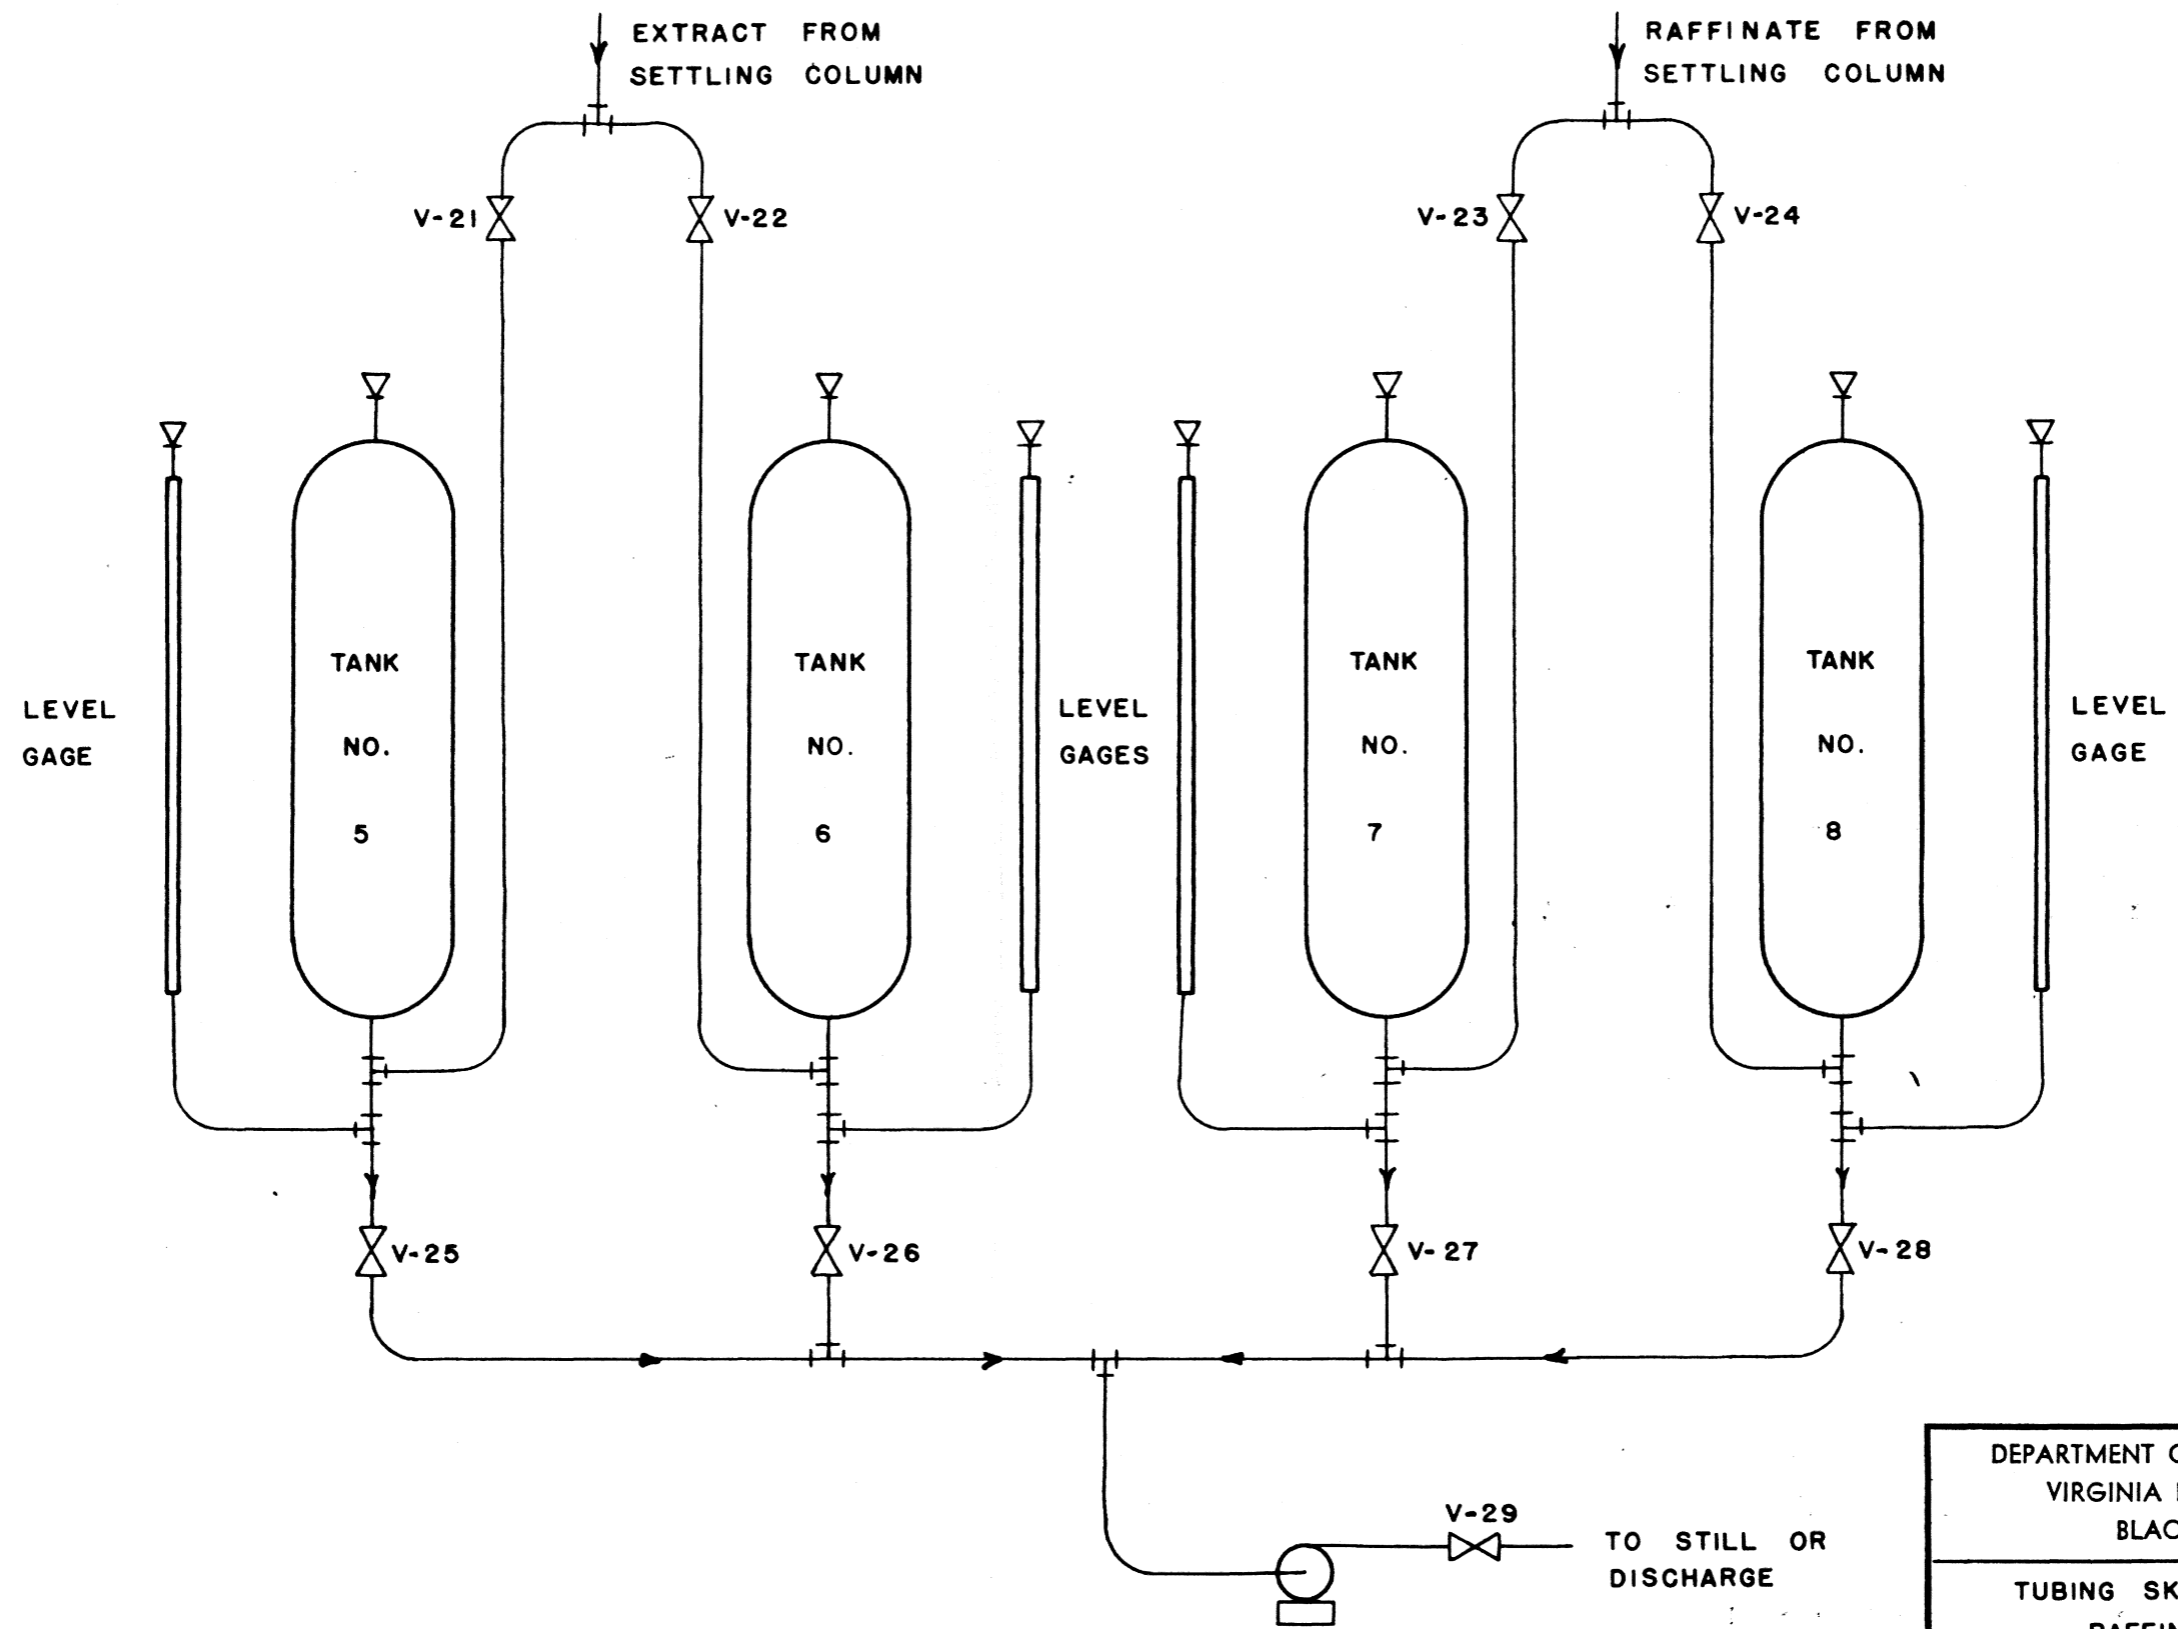 EXTRACT FROM
SETTLING COLUMN
RAFFINATE FROM
SETTLING COLUMN
V-21
V-22
V-23
V-24
LEVEL
GAGE
TANK
NO.
5
TANK
NO.
6
LEVEL
GAGES
TANK
NO.
7
TANK
NO.
8
LEVEL
GAGE
V-25
V-26
V-27
V-28
V-29
TO STILL OR
DISCHARGE
DEPARTMENT
VIRGINIA
BLAC
TUBING SK